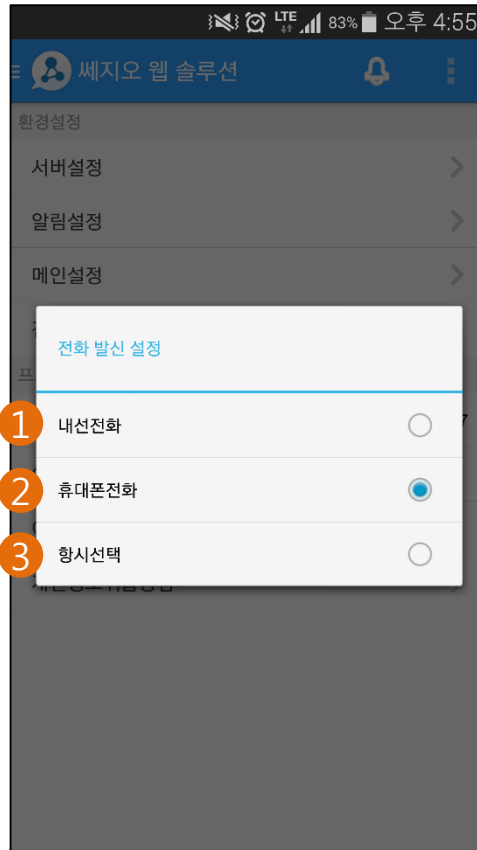 LTE 83% 오후 4:55
쎄지오 웹 솔루션
환경설정
서버설정
알림설정
메인설정
전화 발신 설정
프
1 내선전화
2 휴대폰전화
3 항시선택